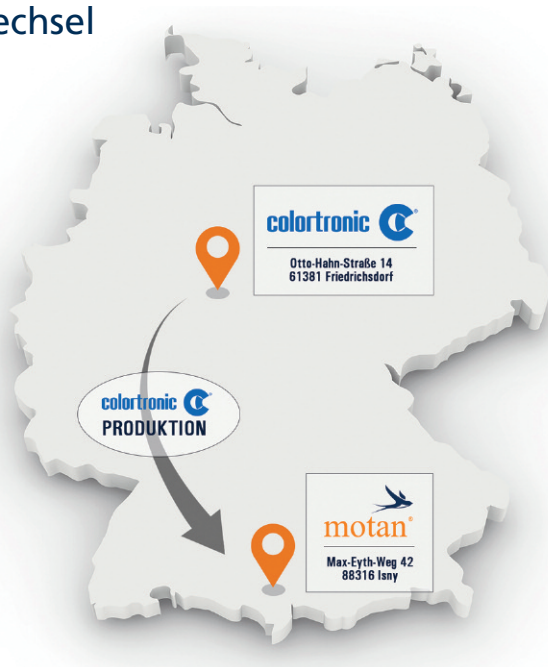 echsel
colortronic
Otto-Hahn-Straße 14
61381 Friedrichsdorf
colortronic
PRODUKTION
motan®
Max-Eyth-Weg 42
88316 Isny